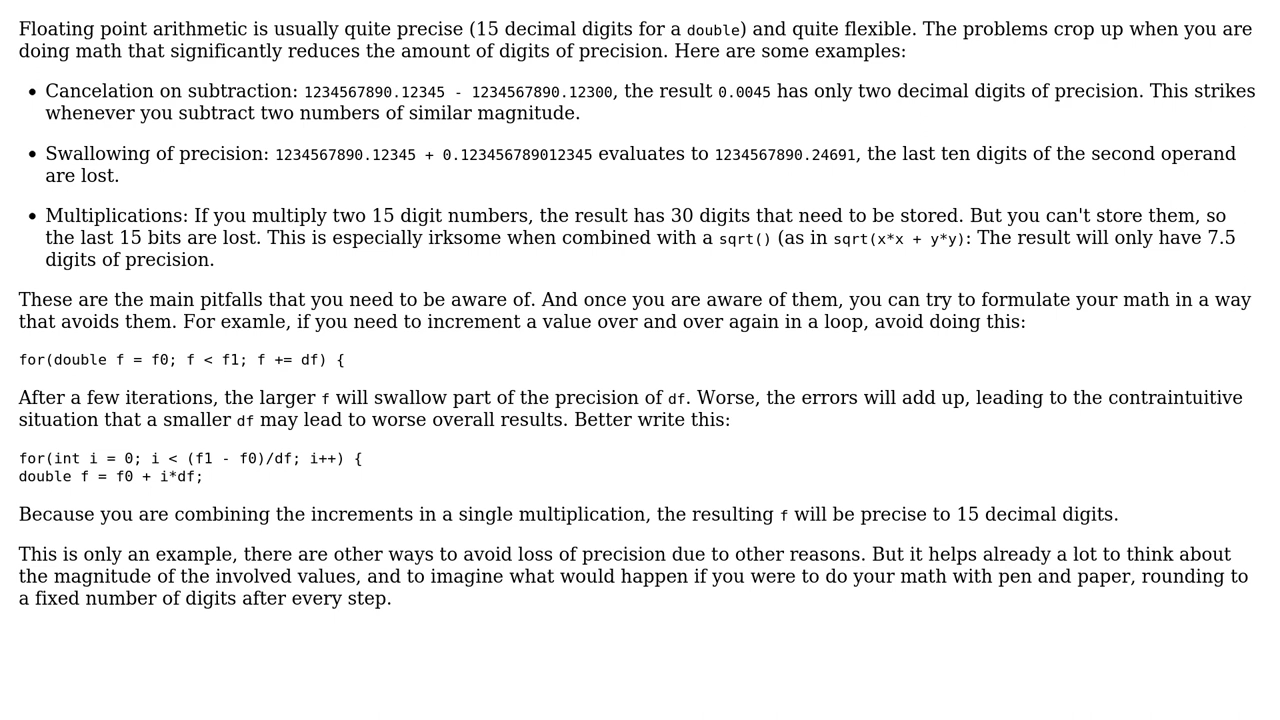 Floating point arithmetic is usually quite precise (15 decimal digits for a double) and quite flexible. The problems crop up when you are
doing math that significantly reduces the amount of digits of precision. Here are some examples:
• Cancelation on subtraction: 1234567890.12345 - 1234567890.12300, the result 0.0045 has only two decimal digits of precision. This strikes
whenever you subtract two numbers of similar magnitude.
• Swallowing of precision: 1234567890.12345 + 0.123456789012345 evaluates to 1234567890.24691, the last ten digits of the second operand
are lost.
• Multiplications: If you multiply two 15 digit numbers, the result has 30 digits that need to be stored. But you can't store them, so
the last 15 bits are lost. This is especially irksome when combined with a sqrt() (as in sqrt(x*x + y*y): The result will only have 7.5
digits of precision.
These are the main pitfalls that you need to be aware of. And once you are aware of them, you can try to formulate your math in a way
that avoids them. For examle, if you need to increment a value over and over again in a loop, avoid doing this:
for(double f = f0; f < f1; f += df) {
After a few iterations, the larger f will swallow part of the precision of df. Worse, the errors will add up, leading to the contraintuitive
situation that a smaller df may lead to worse overall results. Better write this:
for(int i = 0; i < (f1 - f0)/df; i++) {
double f = f0 + i*df;
Because you are combining the increments in a single multiplication, the resulting f will be precise to 15 decimal digits.
This is only an example, there are other ways to avoid loss of precision due to other reasons. But it helps already a lot to think about
the magnitude of the involved values, and to imagine what would happen if you were to do your math with pen and paper, rounding to
a fixed number of digits after every step.